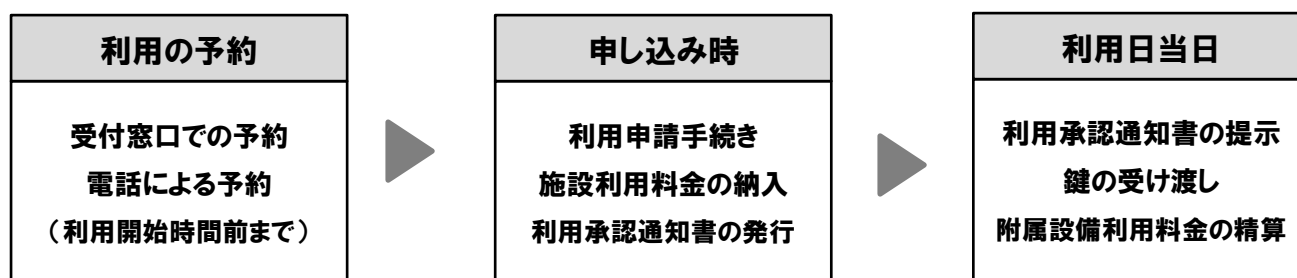 利用の予約
受付窓口での予約
電話による予約
（利用開始時間前まで）
申し込み時
利用申請手続き
施設利用料金の納入
利用承認通知書の発行
利用日当日
利用承認通知書の提示
鍵の受け渡し
附属設備利用料金の精算